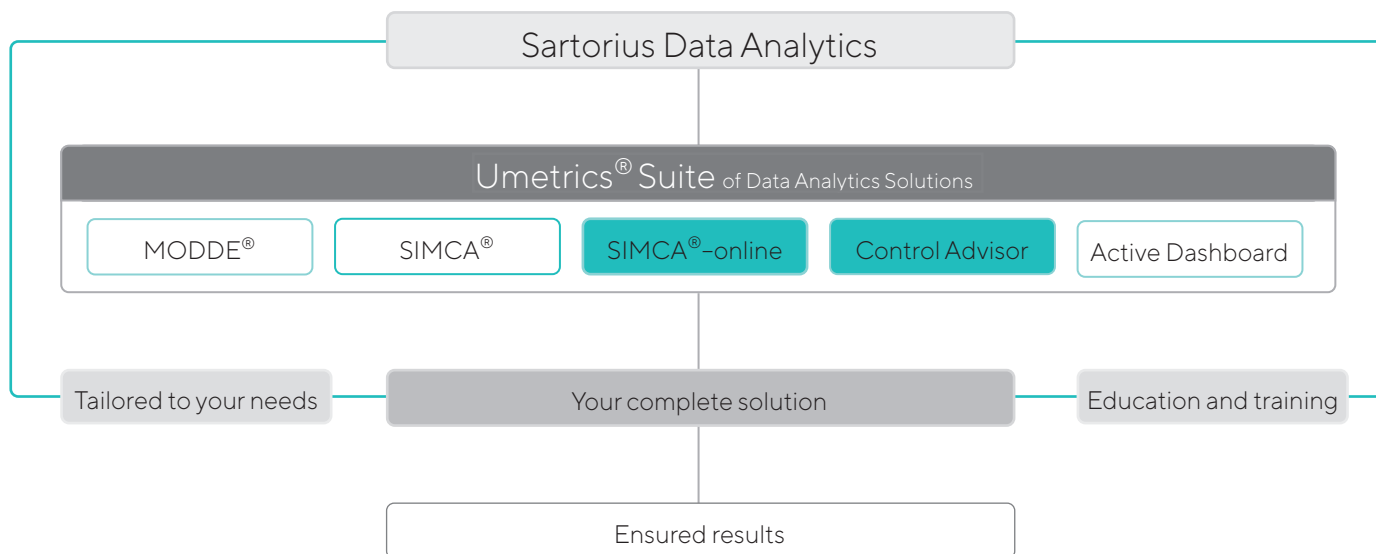 Sartorius Data Analytics
Umetrics® Suite of Data Analytics Solutions
MODDE®
SIMCA®
SIMCA®-online
Control Advisor
Active Dashboard
Tailored to your needs
Your complete solution
Education and training
Ensured results